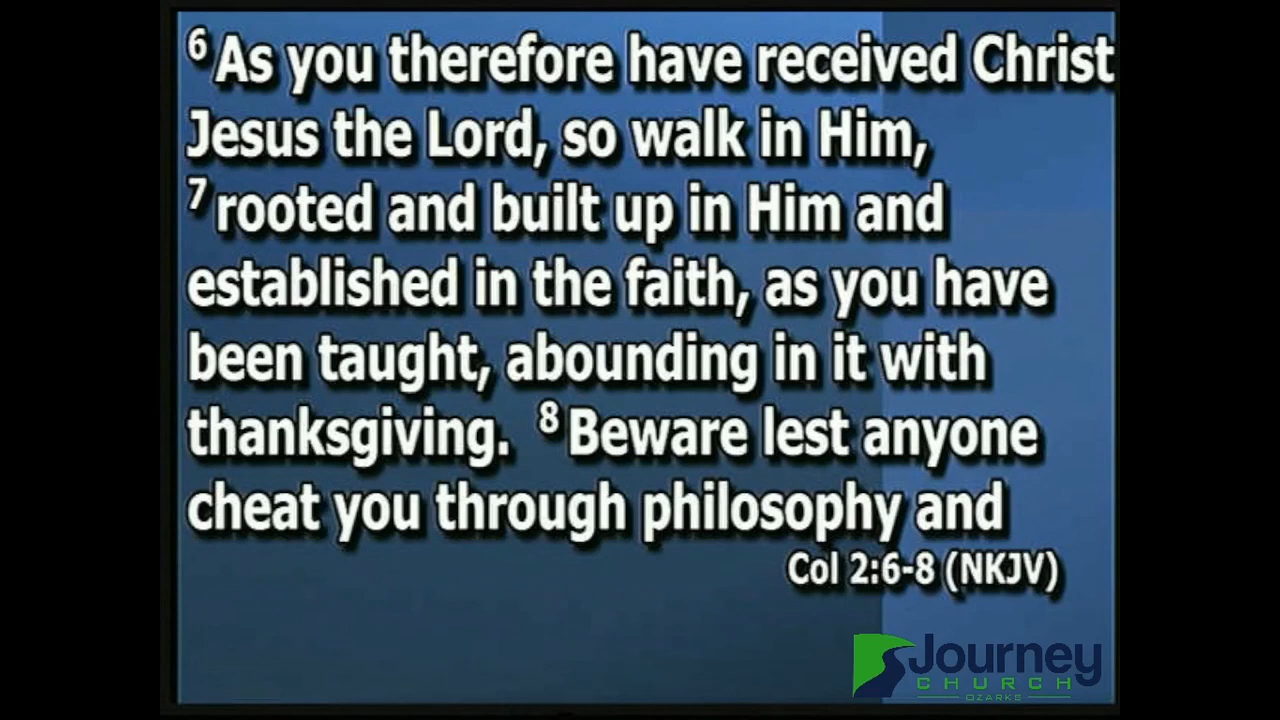 6 As you therefore have received Christ
Jesus the Lord, so walk in Him,
7 rooted and built up in Him and
established in the faith, as you have
been taught, abounding in it with
thanksgiving. 8 Beware lest anyone
cheat you through philosophy and
Col 2:6-8 (NKJV)
Journey
CHURCH
OZARKS